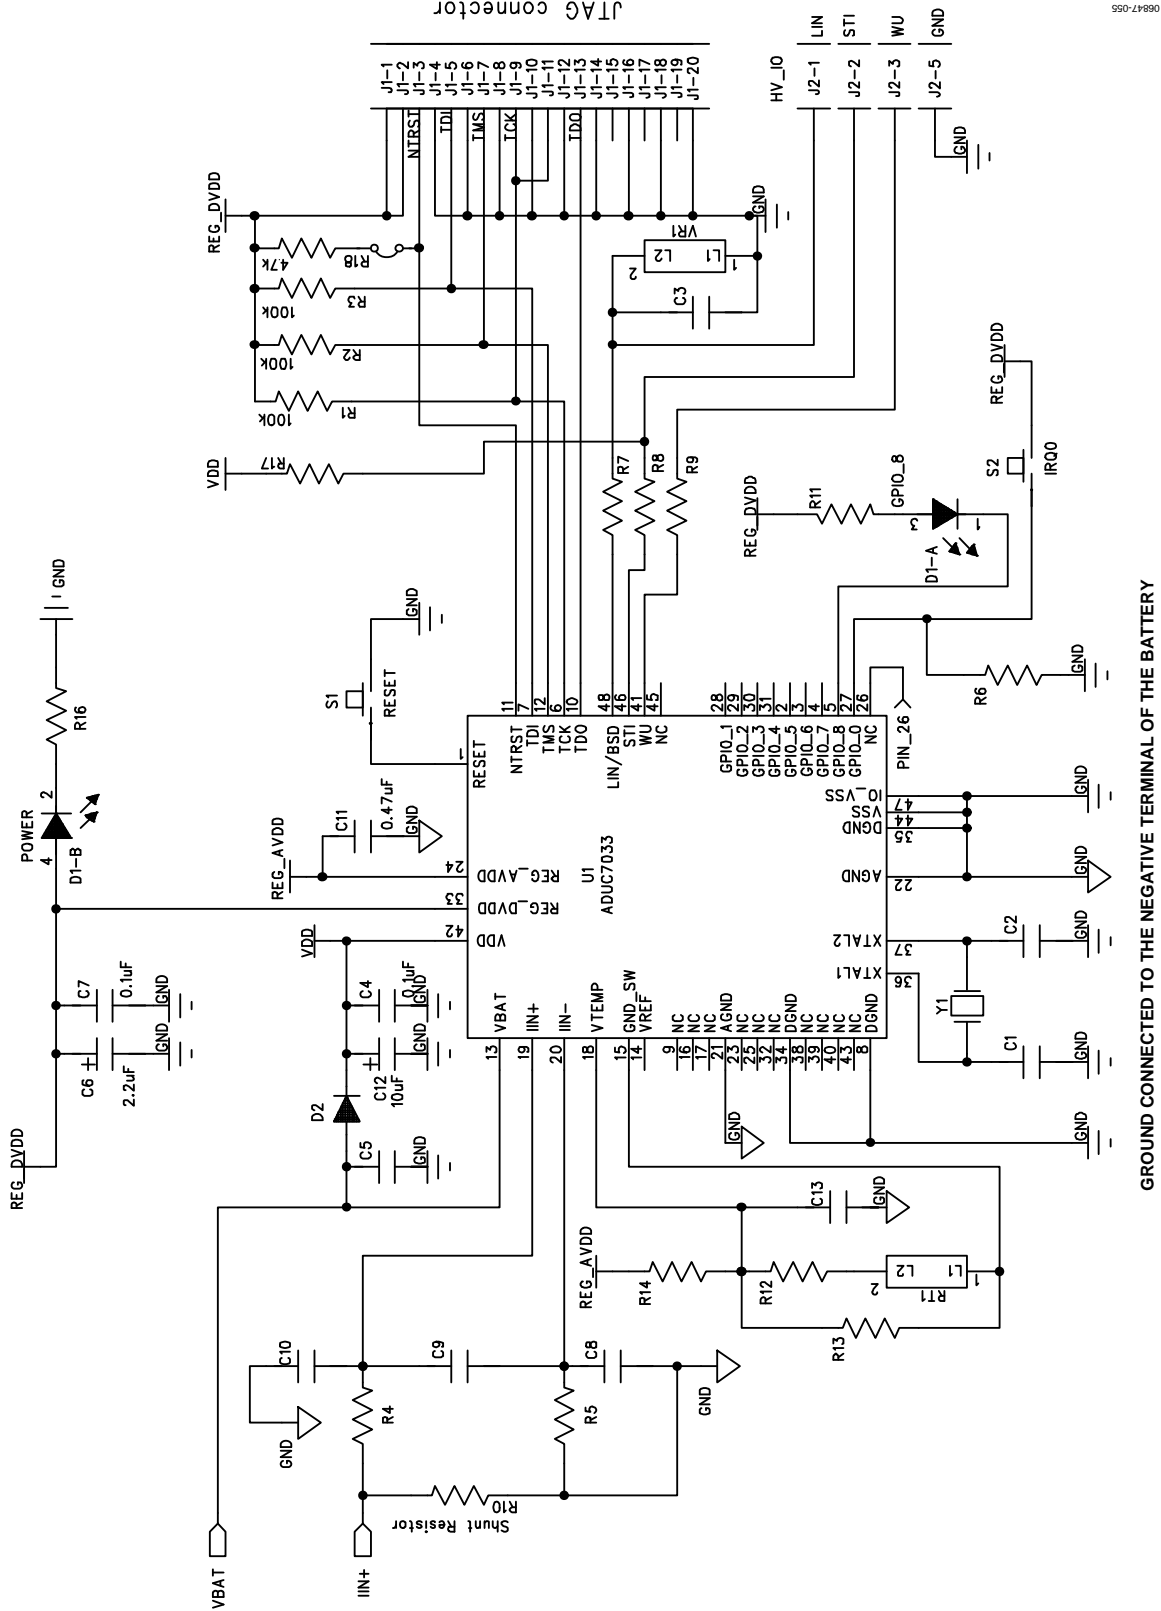 JTAG connector
06847-055
J1-1
J1-2
J1-3
J1-4
J1-5
J1-6
J1-7
J1-8
J1-9
J1-10
J1-11
J1-12
J1-13
J1-14
J1-15
J1-16
J1-17
J1-18
J1-19
J1-20
NTRST
TDI
TMS
TCK
TDO
HV_IO
J2-1 LIN
J2-2 STI
J2-3 WU
J2-5 GND
GND
REG_DVDD
4.7k R18
100k R3
100k R2
100k R1
VDD
R17
GND
VR1
L2 L1
2 1
C3
R7
R8
R9
REG_DVDD
R11
GPIO_8
3 1
D1-A
REG_DVDD
S2
IRQ0
R6
GND
GND
R16
POWER
2
4
D1-B
S1
RESET
GND
REG_AVDD
C11
0.47uF
GND
VDD
C7
0.1uF
GND
C6
+
2.2uF
GND
REG_DVDD
C4
0.1uF
GND
C12
+
10uF
GND
D2
C5
GND
U1
ADUC7033
1 RESET
11 NTRST
7 TDI
12 TMS
6 TCK
10 TDO
48 LIN/BSD
46 STI
41 WU
45 NC
28 GPIO_1
29 GPIO_2
30 GPIO_3
31 GPIO_4
2 GPIO_5
3 GPIO_6
4 GPIO_7
5 GPIO_8
27 GPIO_0
26 NC
PIN_26
24 REG_AVDD
33 REG_DVDD
42 VDD
IO_VSS 47
VSS 44
DGND 35
AGND 22
XTAL2 37
XTAL1 36
13 VBAT
19 IIN+
20 IIN-
18 VTEMP
15 GND_SW
14 VREF
9 NC
16 NC
17 NC
21 AGND
23 NC
25 NC
32 NC
34 DGND
38 NC
39 NC
40 NC
43 NC
8 DGND
GND
GND
C2
GND
Y1
C1
GND
GND
GND
REG_AVDD
R14
R12
R13
C13
GND
RT1
L2 L1
2 1
C10
GND
C9
C8
GND
R4
R5
R10
Shunt Resistor
VBAT
IIN+
GROUND CONNECTED TO THE NEGATIVE TERMINAL OF THE BATTERY